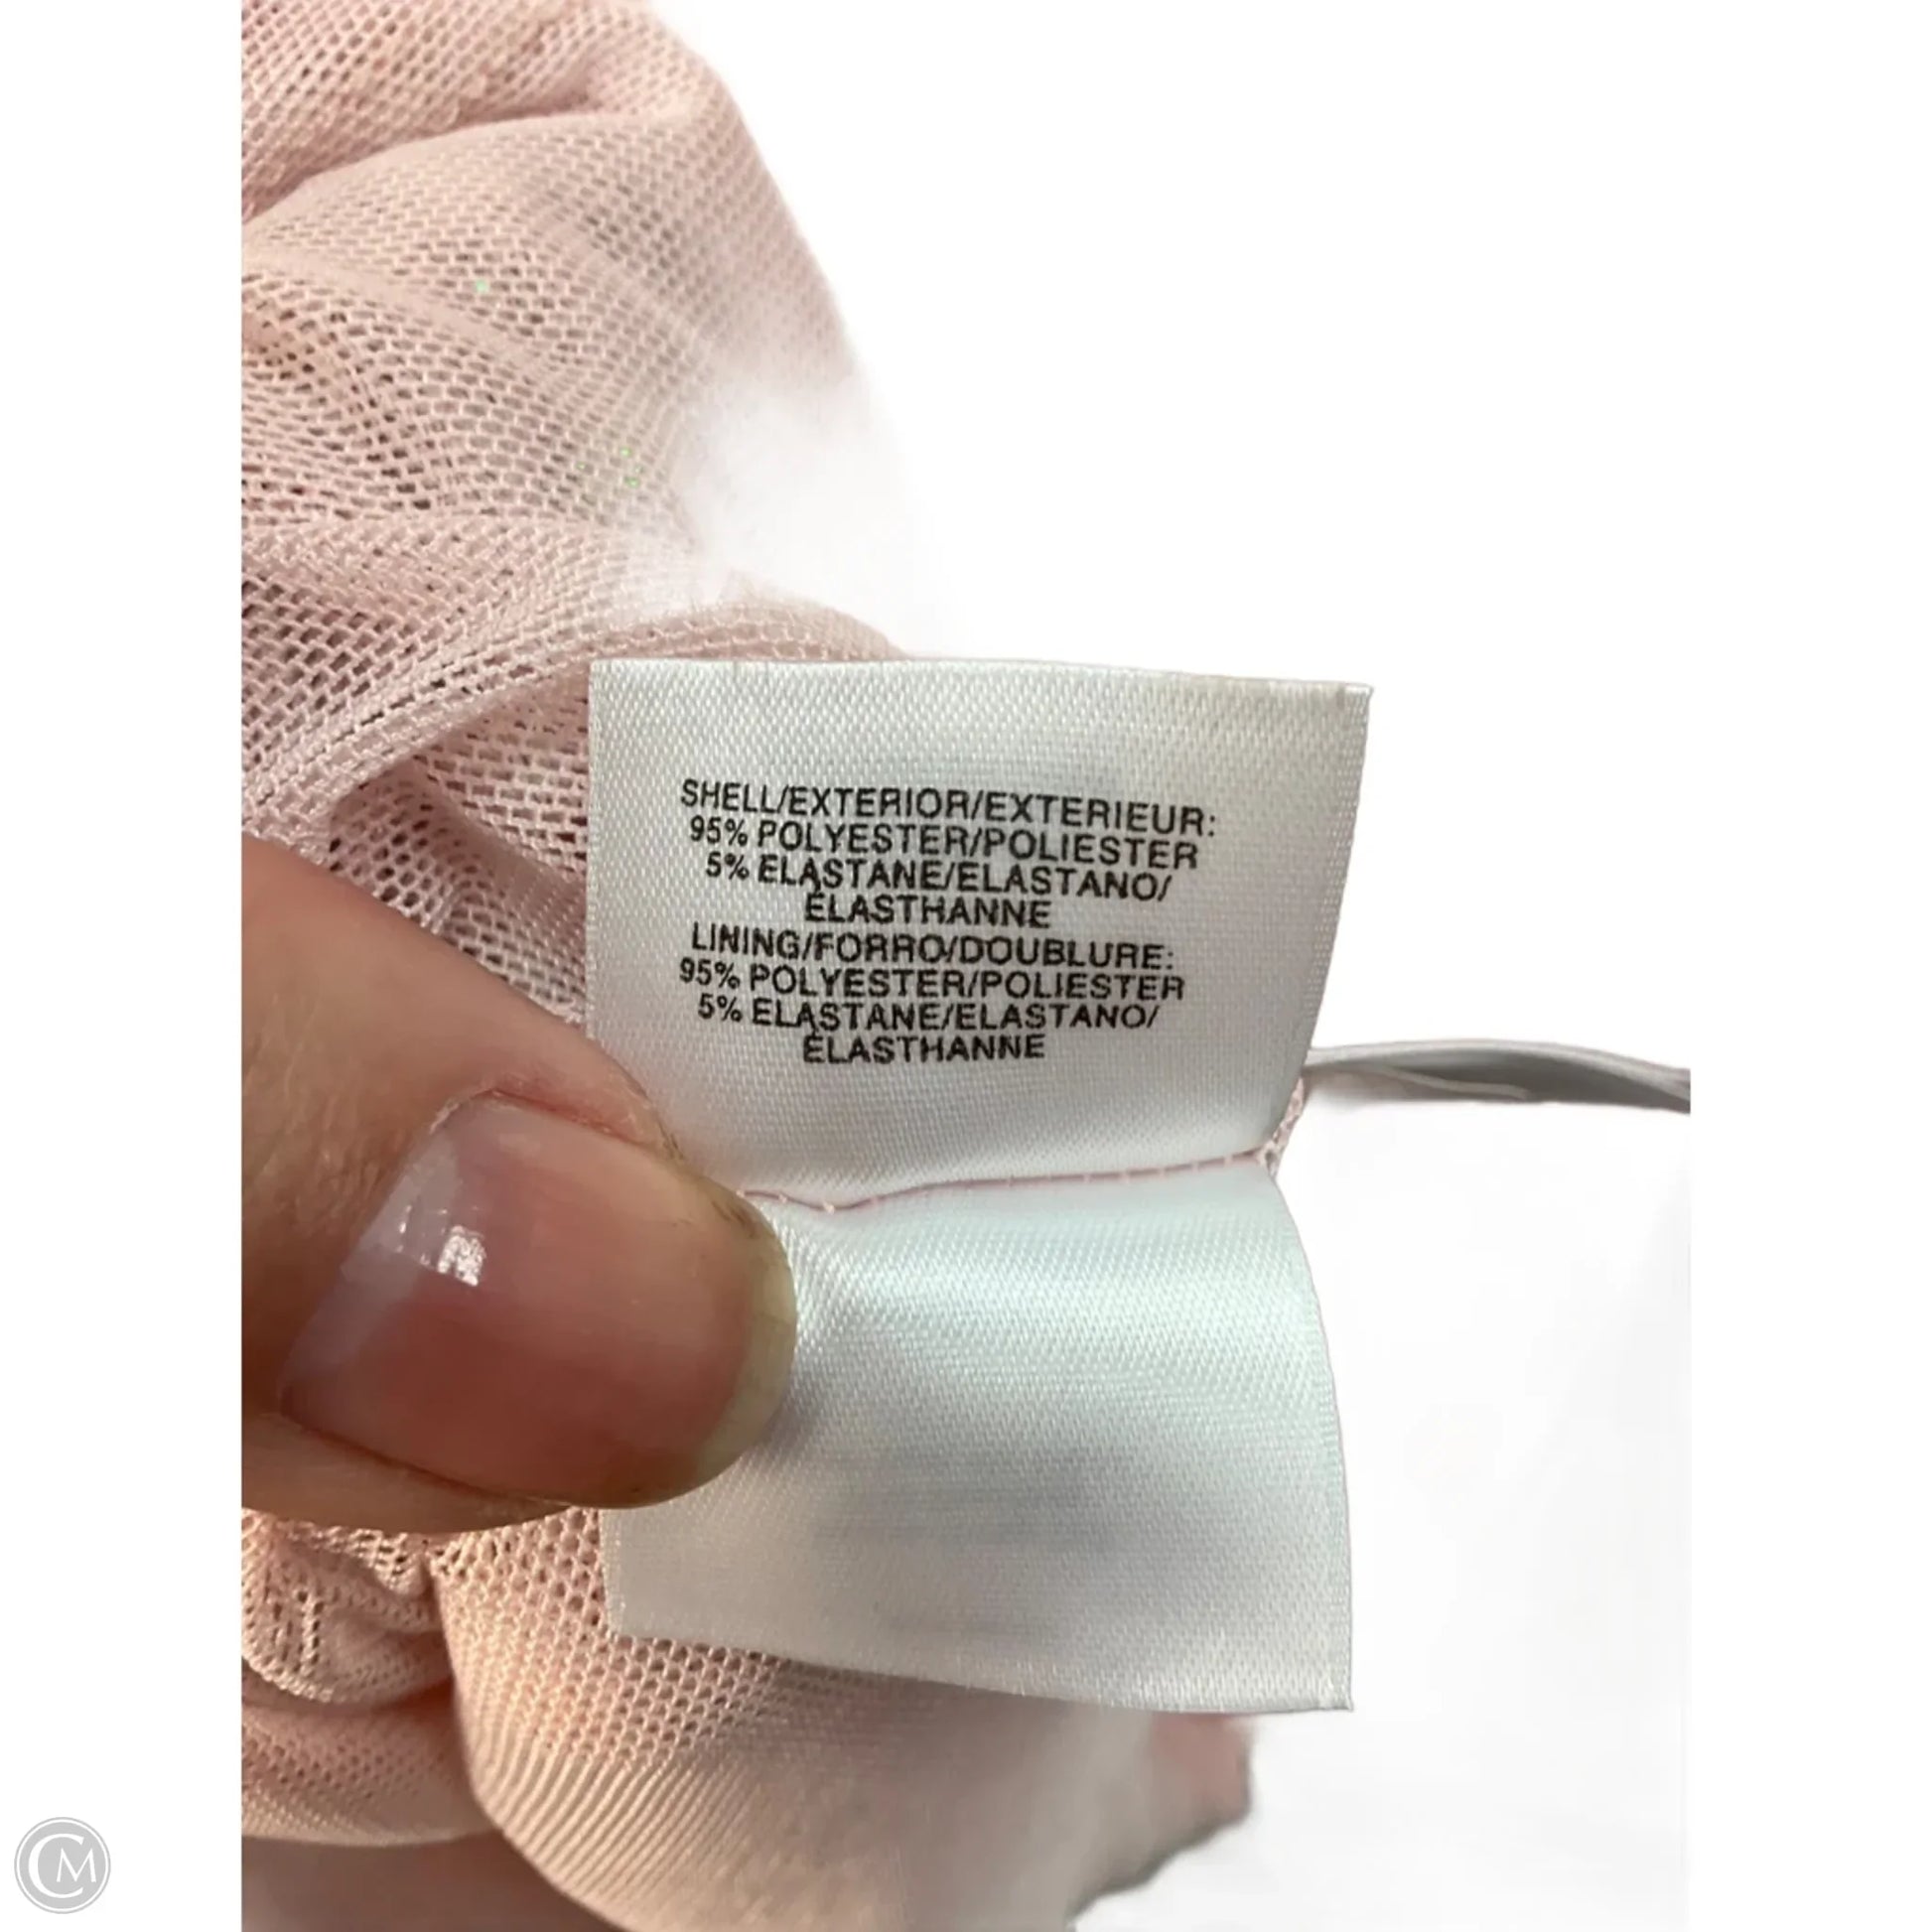 SHELL/EXTERIOR/EXTERIEUR:
95% POLYESTER/POLIESTER
5% ELASTANE/ELASTANO/
ÉLASTHANNE
LINING/FORRO/DOUBLURE:
95% POLYESTER/POLIESTER
5% ELASTANE/ELASTANO/
ÉLASTHANNE
CM